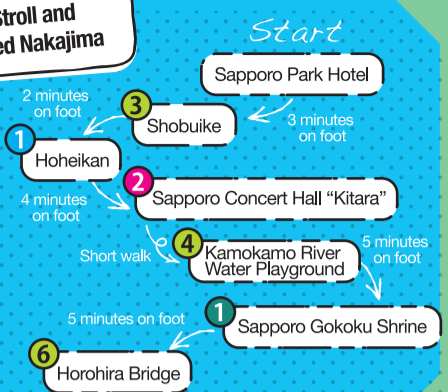 Stroll and
ed Nakajima
Start
Sapporo Park Hotel
3 minutes
on foot
3
Shobuike
2 minutes
on foot
1
Hoheikan
4 minutes
on foot
2
Sapporo Concert Hall “Kitara”
Short walk
4
Kamokamo River
Water Playground
5 minutes
on foot
1
Sapporo Gokoku Shrine
5 minutes on foot
6
Horohira Bridge